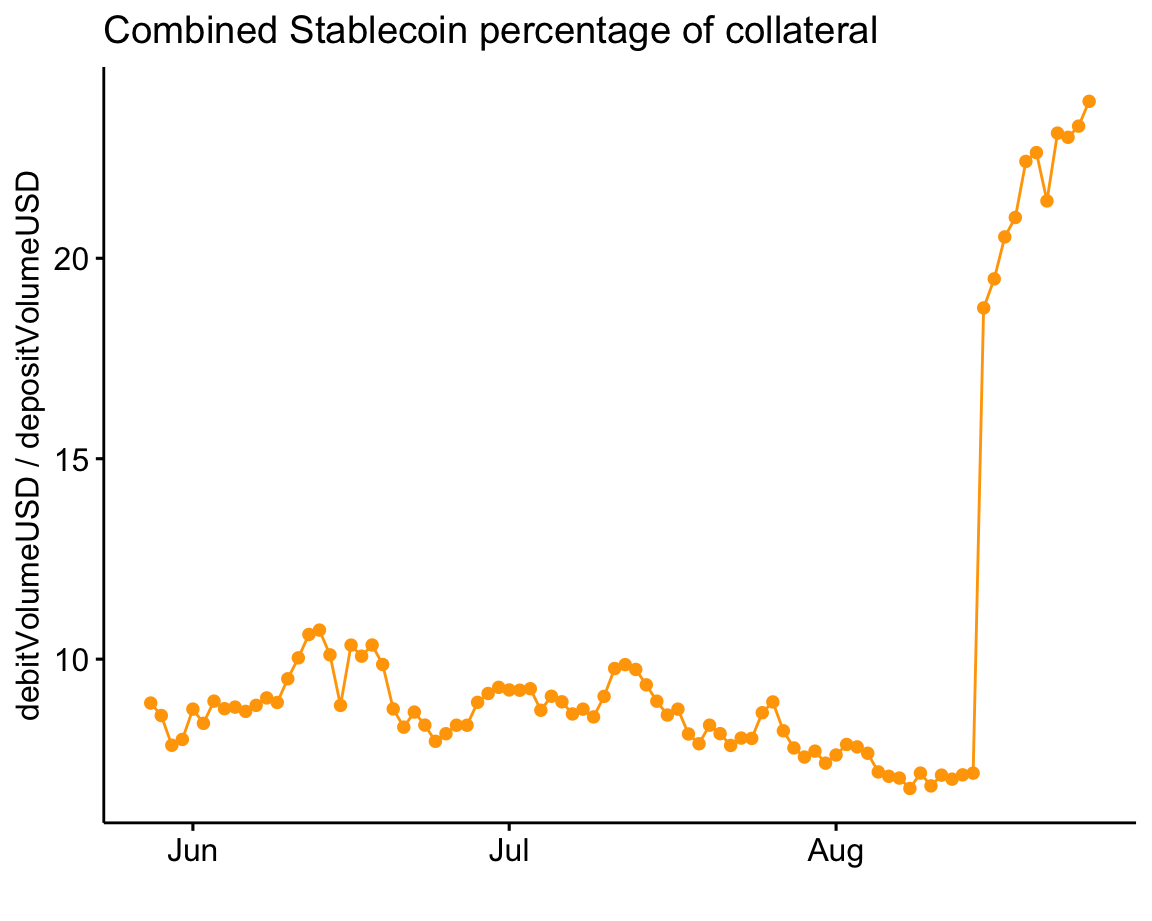 Combined Stablecoin percentage of collateral
debitVolumeUSD / depositVolumeUSD
20
15
10
Jun Jul Aug